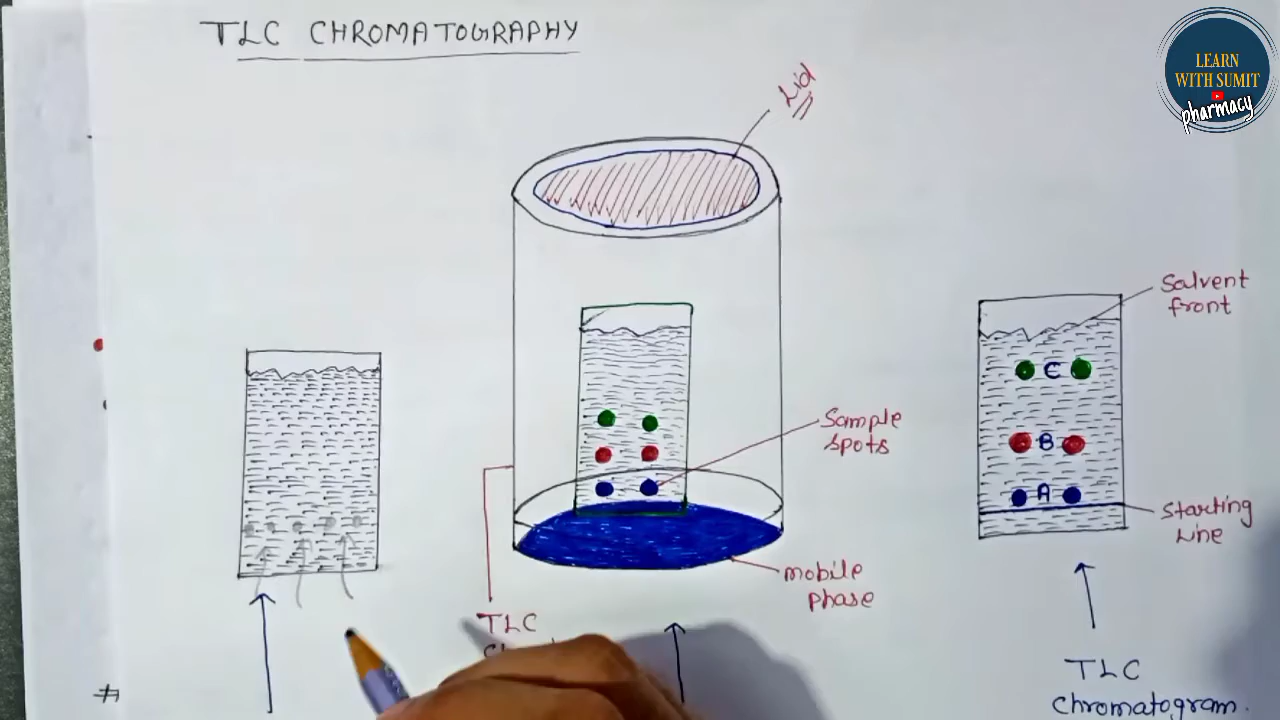 TLC CHROMATOGRAPHY
LEARN
WITH SUMIT
pharmacy
Lid
Solvent
front
C
Sample
spots
B
A
Starting
Line
mobile
phase
TLC
TLC
chromatogram.
#